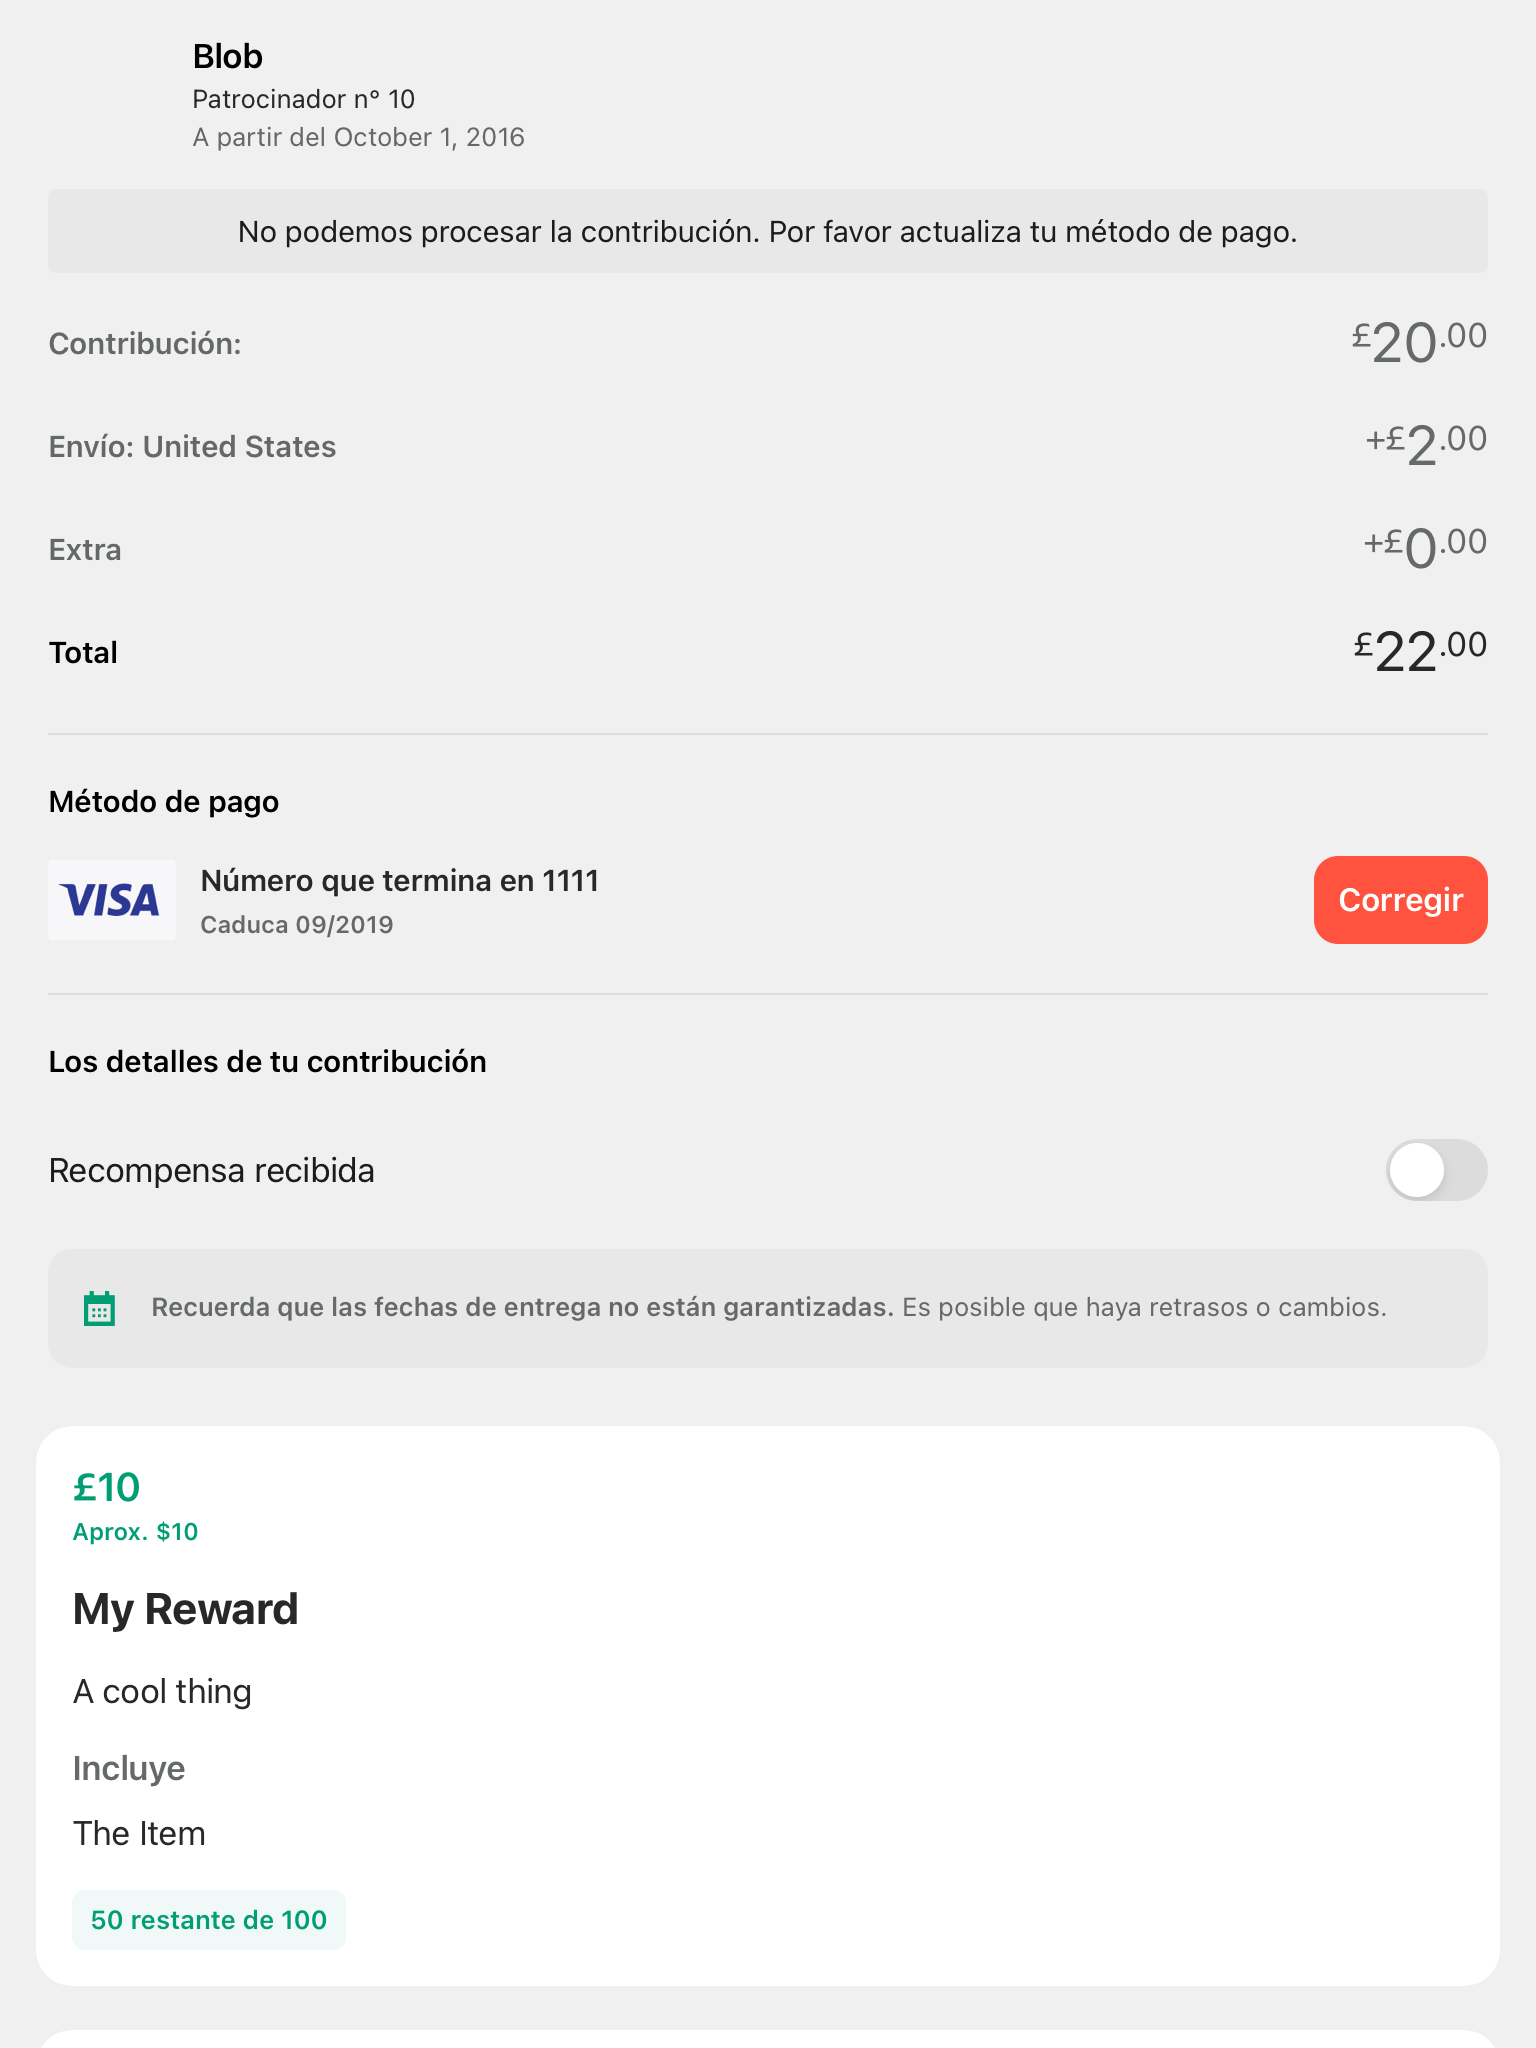 Blob
Patrocinador n° 10
A partir del October 1, 2016
No podemos procesar la contribución. Por favor actualiza tu método de pago.
Contribución: £20.00
Envío: United States +£2.00
Extra +£0.00
Total £22.00
Método de pago
VISA
Número que termina en 1111
Caduca 09/2019
Corregir
Los detalles de tu contribución
Recompensa recibida
Recuerda que las fechas de entrega no están garantizadas. Es posible que haya retrasos o cambios.
£10
Aprox. $10
My Reward
A cool thing
Incluye
The Item
50 restante de 100